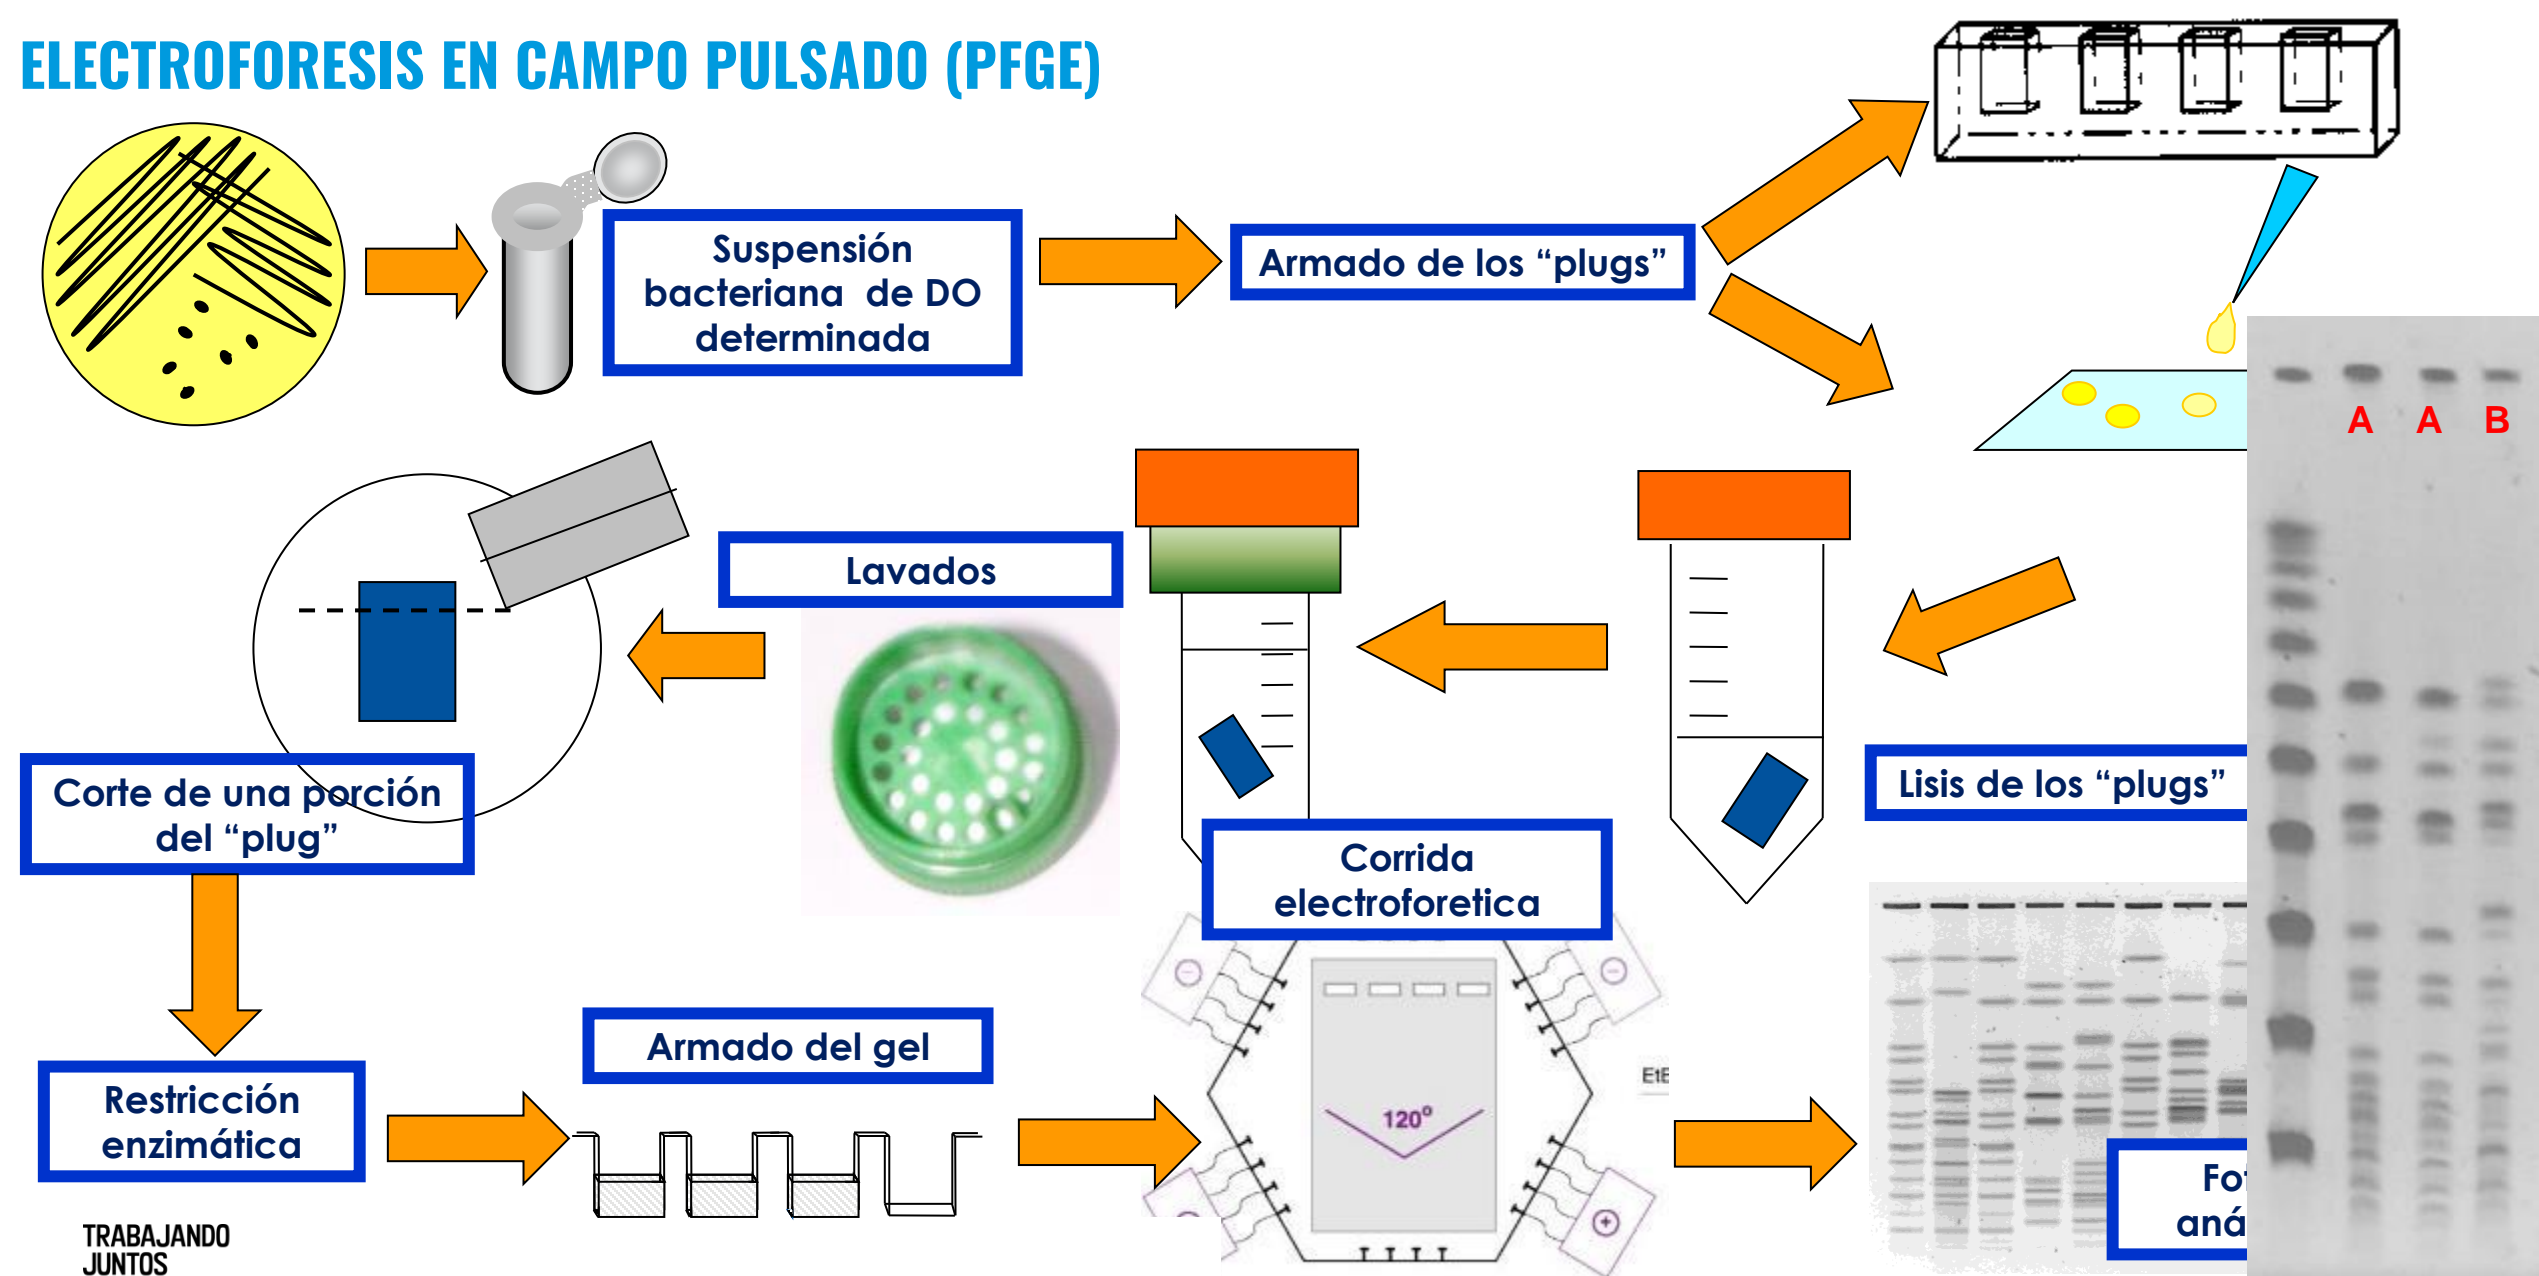 ELECTROFORESIS EN CAMPO PULSADO (PFGE)
Suspensión
bacteriana de DO
determinada
Armado de los “plugs”
A A B
Lavados
Lisis de los “plugs”
Corte de una porción
del “plug”
Corrida
electroforetica
Restricción
enzimática
Armado del gel
120º
TRABAJANDO
JUNTOS